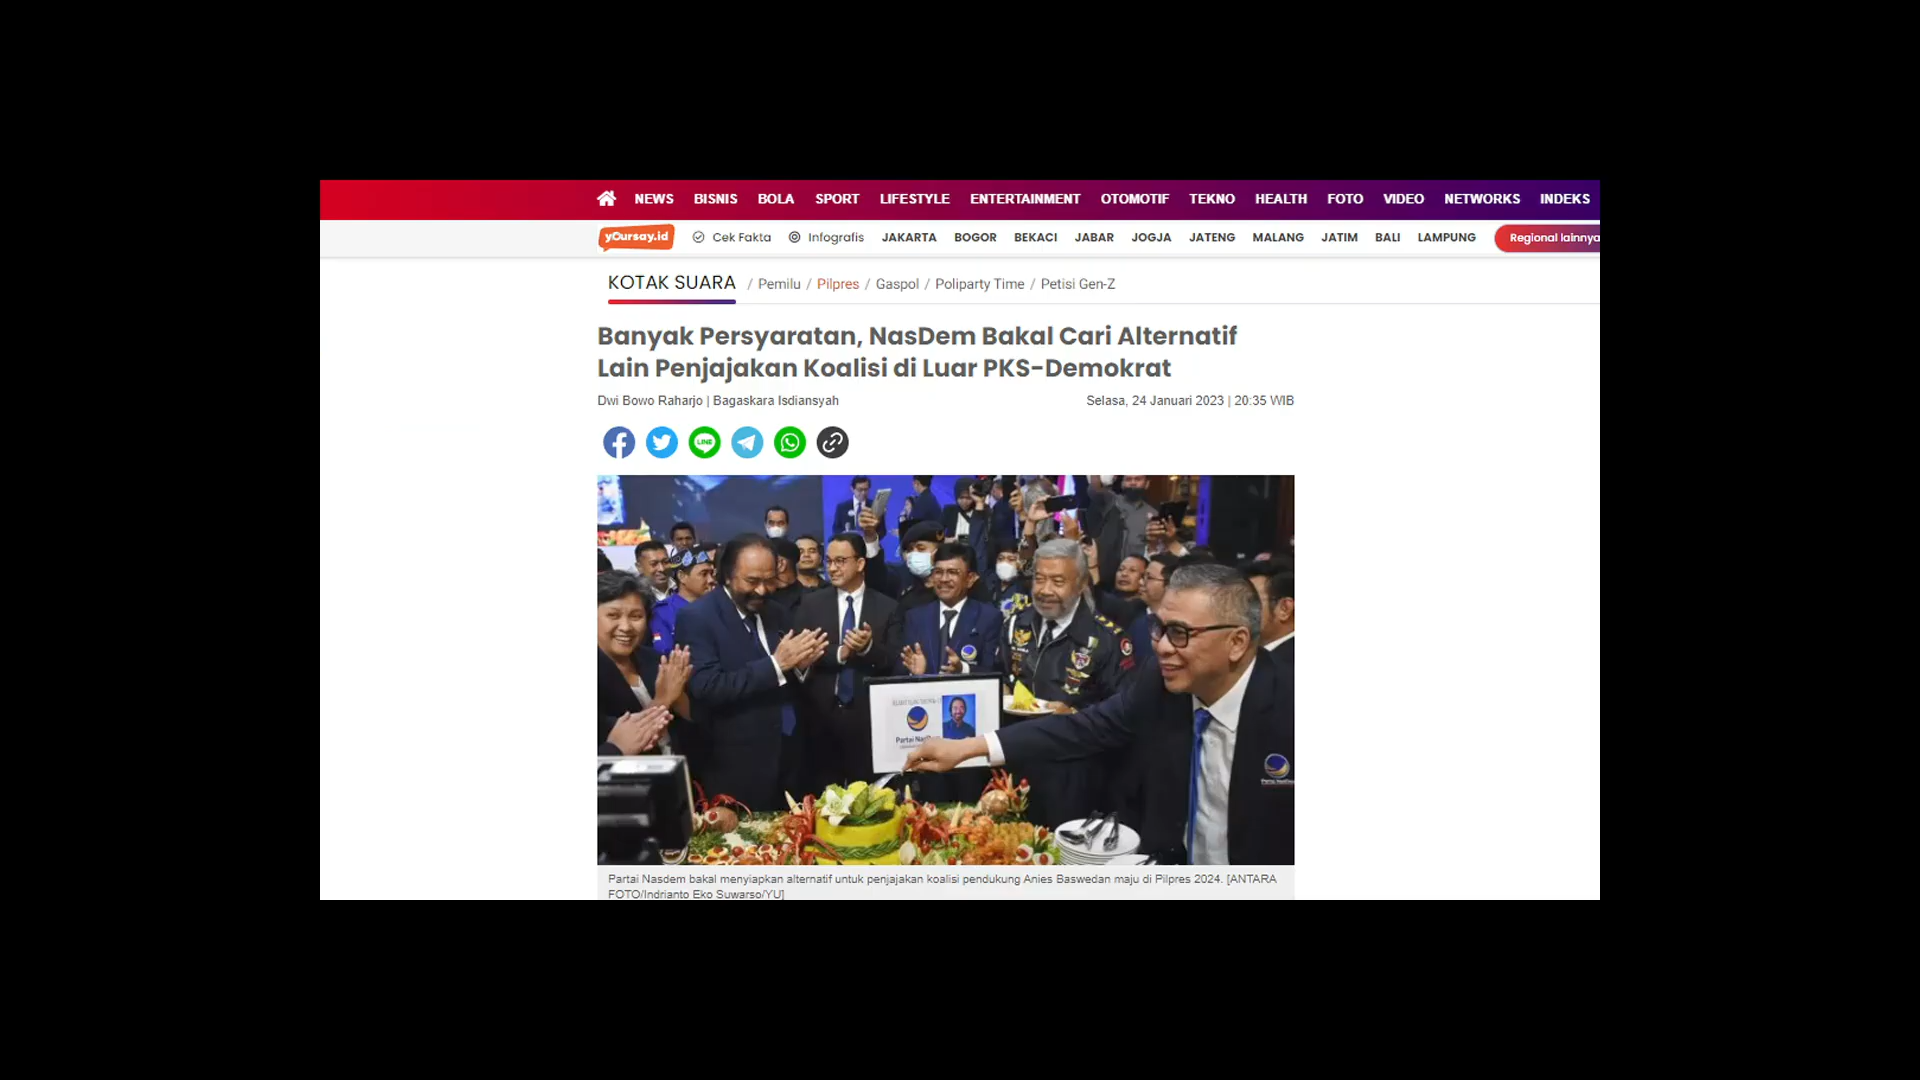 NEWS BISNIS BOLA SPORT LIFESTYLE ENTERTAINMENT OTOMOTIF TEKNO HEALTH FOTO VIDEO NETWORKS INDEKS
yOursay.id Cek Fakta Infografis JAKARTA BOGOR BEKACI JABAR JOGJA JATENG MALANG JATIM BALI LAMPUNG Regional lainnya
KOTAK SUARA / Pemilu / Pilpres / Gaspol / Poliparty Time / Petisi Gen-Z
Banyak Persyaratan, NasDem Bakal Cari Alternatif
Lain Penjajakan Koalisi di Luar PKS-Demokrat
Dwi Bowo Raharjo | Bagaskara Isdiansyah Selasa, 24 Januari 2023 | 20:35 WIB
LINE
Partai NasDem
Partai Nasdem bakal menyiapkan alternatif untuk penjajakan koalisi pendukung Anies Baswedan maju di Pilpres 2024. [ANTARA
FOTO/Indrianto Eko Suwarso/YU]